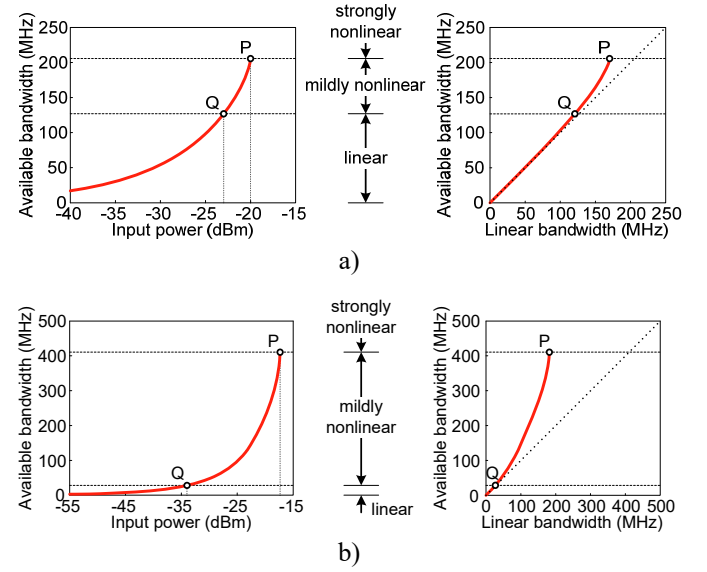 strongly
nonlinear
mildly nonlinear
linear
Available bandwidth (MHz)
250
200
150
100
50
0
P
Q
-40 -35 -30 -25 -20 -15
Input power (dBm)
Available bandwidth (MHz)
250
200
150
100
50
0
P
Q
0 50 100 150 200 250
Linear bandwidth (MHz)
a)
strongly
nonlinear
mildly
nonlinear
linear
Available bandwidth (MHz)
500
400
300
200
100
0
P
Q
-55 -45 -35 -25 -15
Input power (dBm)
Available bandwidth (MHz)
500
400
300
200
100
0
P
Q
0 100 200 300 400 500
Linear bandwidth (MHz)
b)